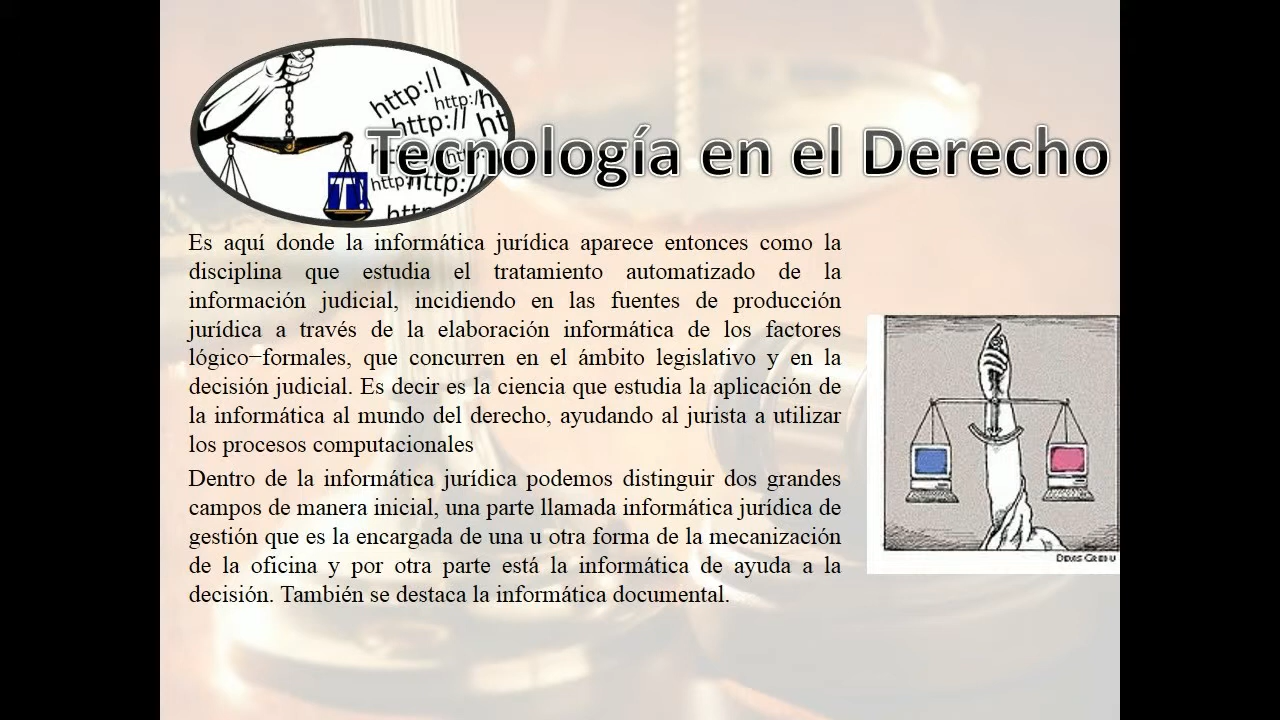 http://
http:/
http://
Tecnología en el Derecho
Es aquí donde la informática jurídica aparece entonces como la
disciplina que estudia el tratamiento automatizado de la
información judicial, incidiendo en las fuentes de producción
jurídica a través de la elaboración informática de los factores
lógico−formales, que concurren en el ámbito legislativo y en la
decisión judicial. Es decir es la ciencia que estudia la aplicación de
la informática al mundo del derecho, ayudando al jurista a utilizar
los procesos computacionales
Dentro de la informática jurídica podemos distinguir dos grandes
campos de manera inicial, una parte llamada informática jurídica de
gestión que es la encargada de una u otra forma de la mecanización
de la oficina y por otra parte está la informática de ayuda a la
decisión. También se destaca la informática documental.